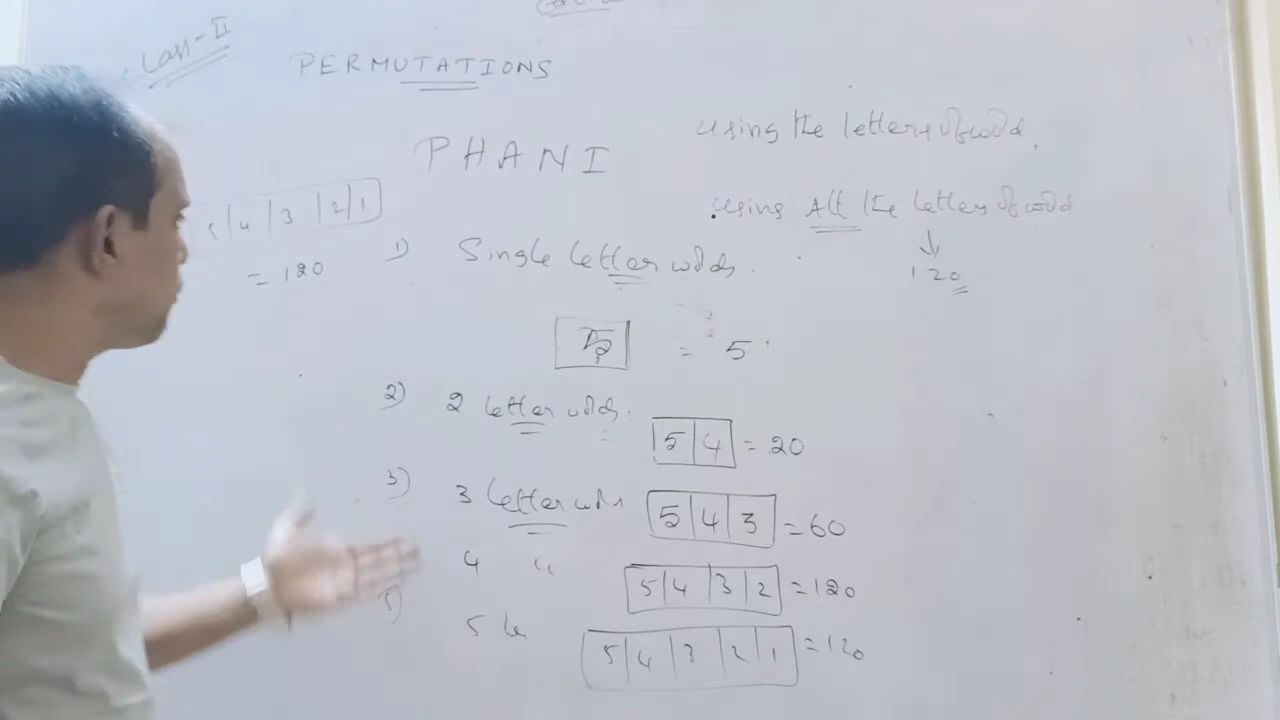 Class-II
PERMUTATIONS
PHANI
using the letters of word.
using All the letters of word
120
5 4 3 2 1
= 120
1) Single letter words.
5 = 5
2) 2 letter words.
5 4 = 20
3) 3 letter words
5 4 3 = 60
4 "
5 4 3 2 = 120
5) 5 le
5 4 3 2 1 = 120